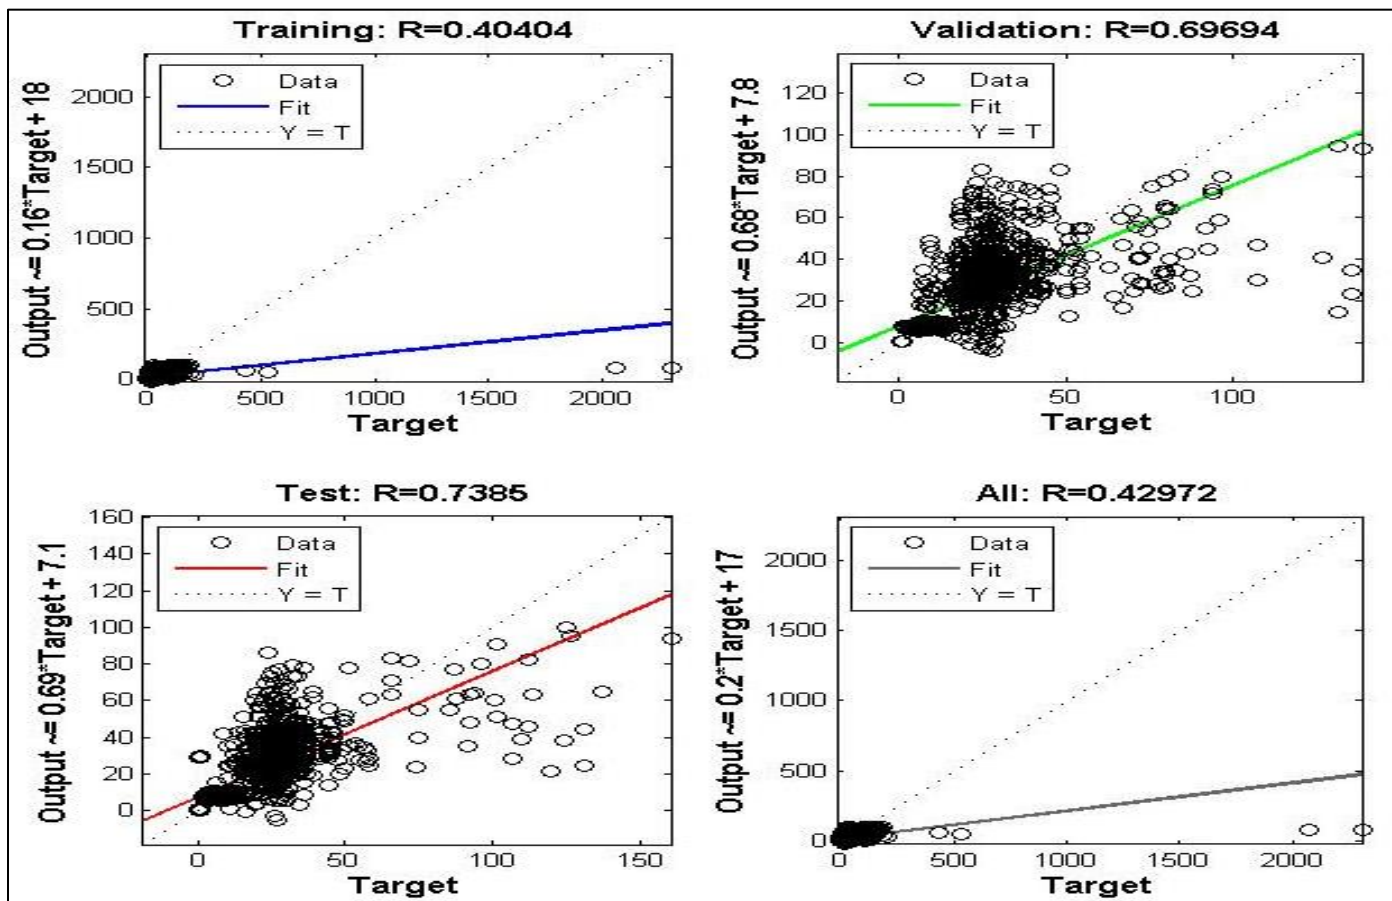 Training: R=0.40404
Output ~= 0.16*Target + 18
2000
1500
1000
500
0
Data
Fit
Y = T
0 500 1000 1500 2000
Target
Validation: R=0.69694
Output ~= 0.68*Target + 7.8
120
100
80
60
40
20
0
Data
Fit
Y = T
0 50 100
Target
Test: R=0.7385
Output ~= 0.69*Target + 7.1
160
140
120
100
80
60
40
20
0
Data
Fit
Y = T
0 50 100 150
Target
All: R=0.42972
Output ~= 0.2*Target + 17
2000
1500
1000
500
0
Data
Fit
Y = T
0 500 1000 1500 2000
Target